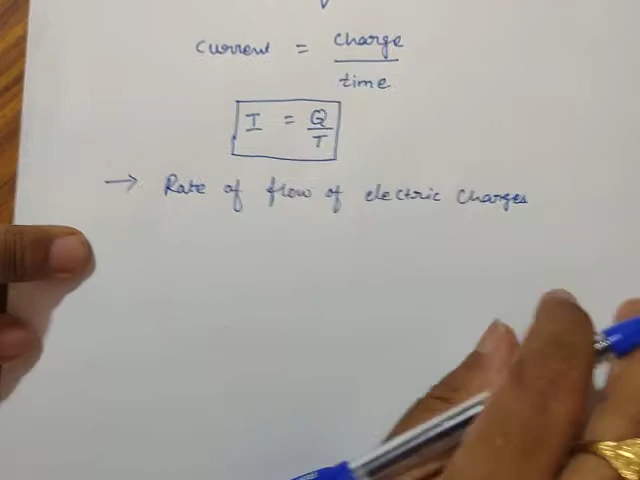 Current = Charge
time
I = Q
T
→ Rate of flow of electric charges